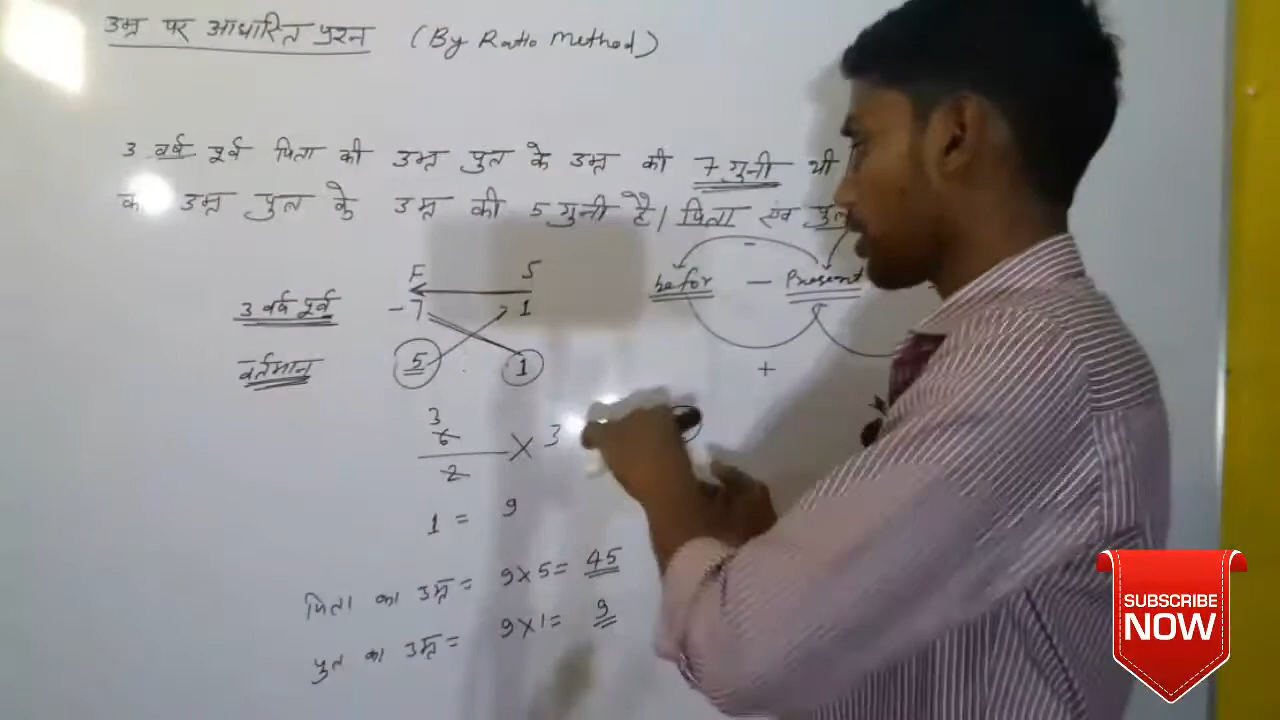 उम्र पर आधारित प्रश्न (By Ratio Method)
3 वर्ष पूर्व पिता की उम्र पुत्र के उम्र की 7 गुनी थी
का उम्र पुत्र के उम्र की 5 गुनी है। पिता एवं पुत्र
F S
befor — Present
3 वर्ष पूर्व - 7 1
वर्तमान 5 1
+
3
6
× 3
2
1 = 9
पिता का उम्र = 9×5 = 45
पुत्र का उम्र = 9×1 = 9
SUBSCRIBE
NOW